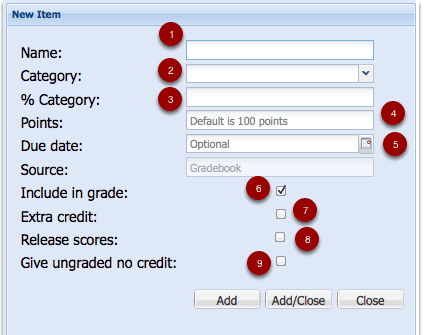 New Item
1
Name:
2
Category:
3
% Category:
Points: Default is 100 points 4
Due date: Optional 5
Source: Gradebook
Include in grade: 6
Extra credit: 7
Release scores: 8
Give ungraded no credit: 9
Add Add/Close Close